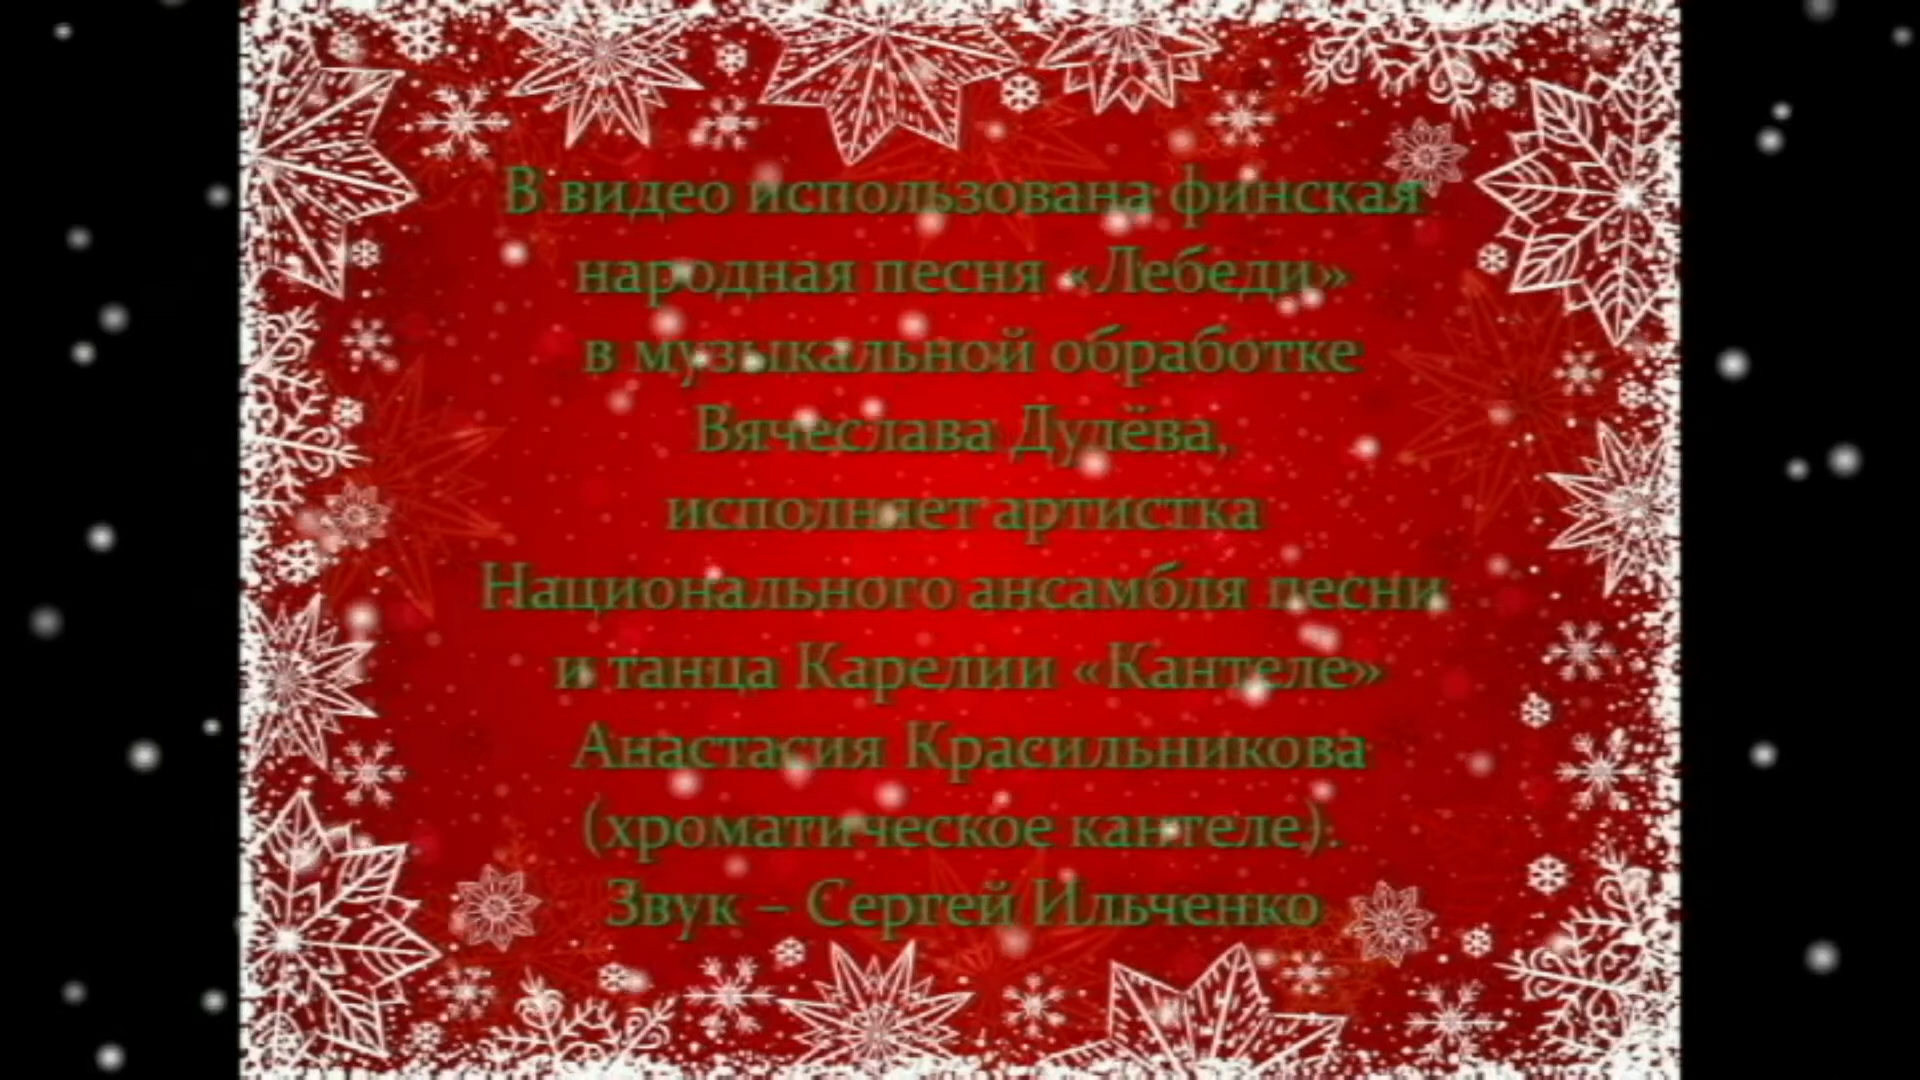 В видео использована финская
народная песня «Лебеди»
в музыкальной обработке
Вячеслава Дулёва,
исполняет артистка
Национального ансамбля песни
и танца Карелии «Кантеле»
Анастасия Красильникова
(хроматическое кантеле).
Звук – Сергей Ильченко